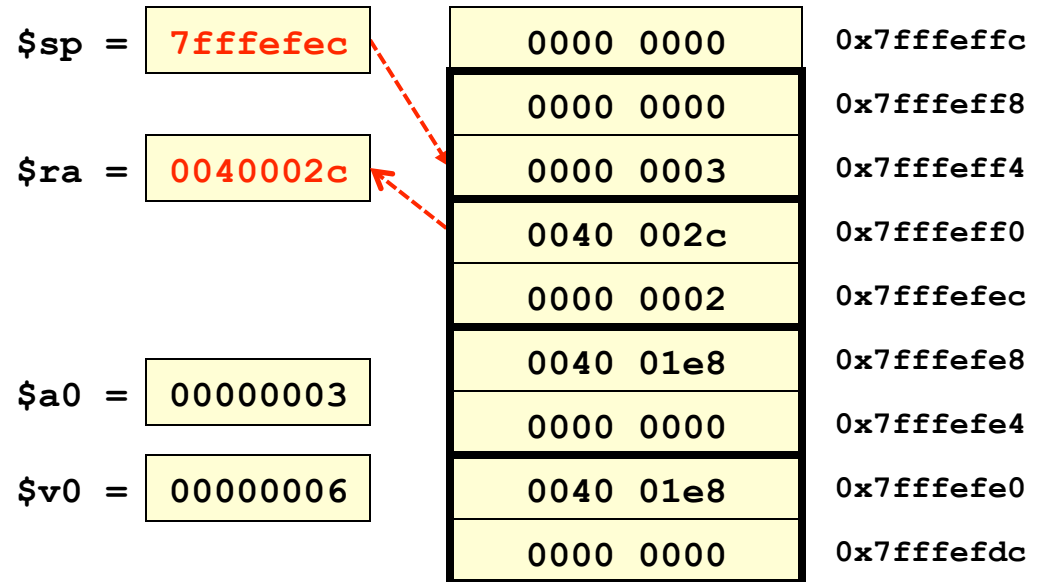 $sp = 7fffefec 0000 0000 0x7fffeffc
0000 0000 0x7fffeff8
$ra = 0040002c 0000 0003 0x7fffeff4
0040 002c 0x7fffeff0
0000 0002 0x7fffefec
$a0 = 00000003 0040 01e8 0x7fffefe8
0000 0000 0x7fffefe4
$v0 = 00000006 0040 01e8 0x7fffefe0
0000 0000 0x7fffefdc